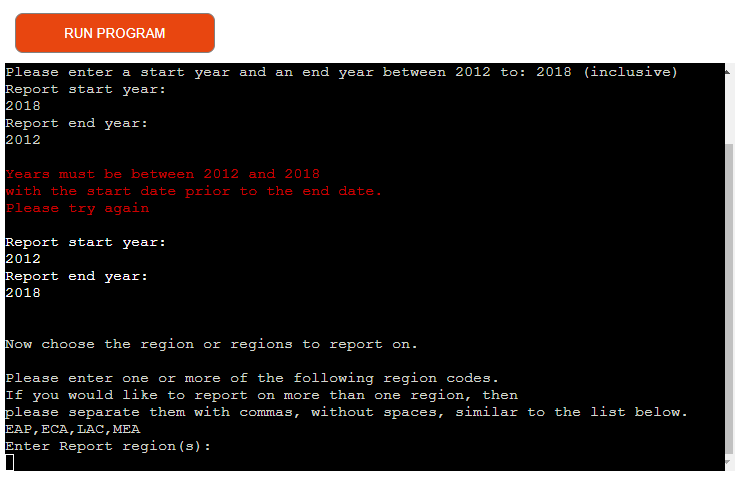 RUN PROGRAM
Please enter a start year and an end year between 2012 to: 2018 (inclusive)
Report start year:
2018
Report end year:
2012
Years must be between 2012 and 2018
with the start date prior to the end date.
Please try again
Report start year:
2012
Report end year:
2018
Now choose the region or regions to report on.
Please enter one or more of the following region codes.
If you would like to report on more than one region, then
please separate them with commas, without spaces, similar to the list below.
EAP,ECA,LAC,MEA
Enter Report region(s):